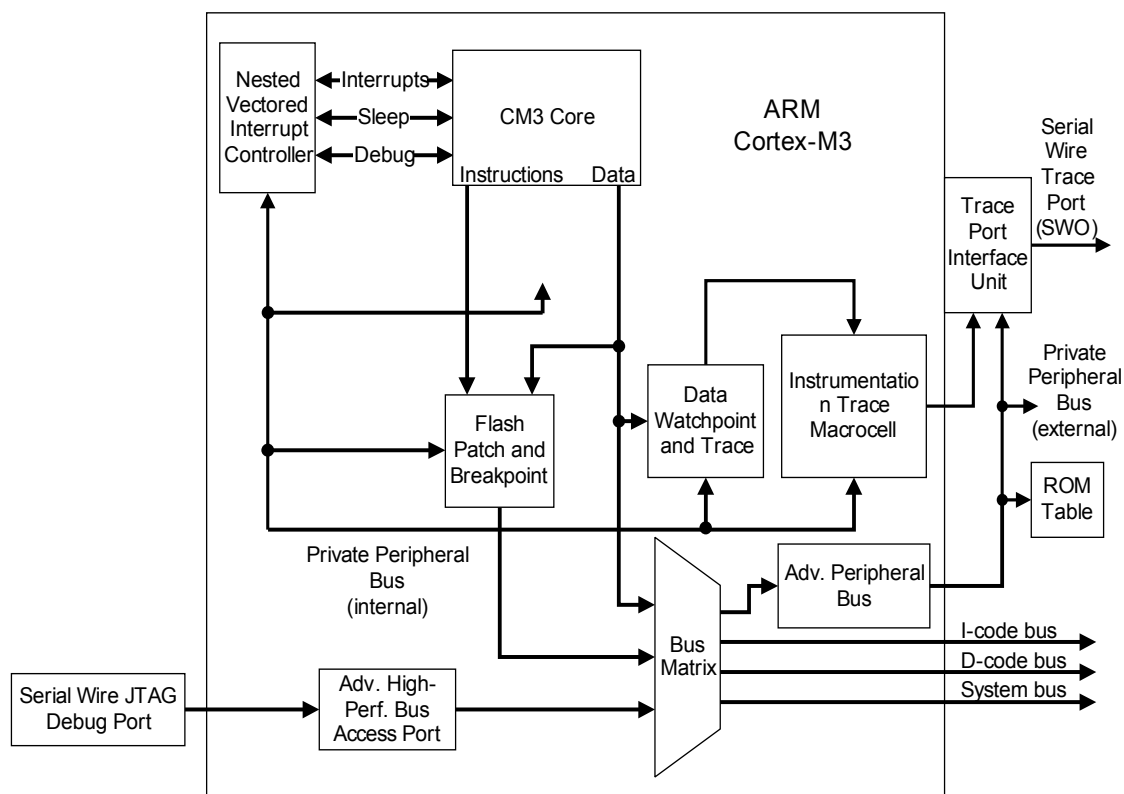 Nested
Vectored
Interrupt
Controller
Interrupts
Sleep
Debug
CM3 Core
Instructions
Data
ARM
Cortex-M3
Serial
Wire
Trace
Port
(SWO)
Trace
Port
Interface
Unit
Flash
Patch and
Breakpoint
Data
Watchpoint
and Trace
Instrumentatio
n Trace
Macrocell
Private
Peripheral
Bus
(external)
ROM
Table
Private Peripheral
Bus
(internal)
Adv. Peripheral
Bus
Bus
Matrix
I-code bus
D-code bus
System bus
Serial Wire JTAG
Debug Port
Adv. High-
Perf. Bus
Access Port